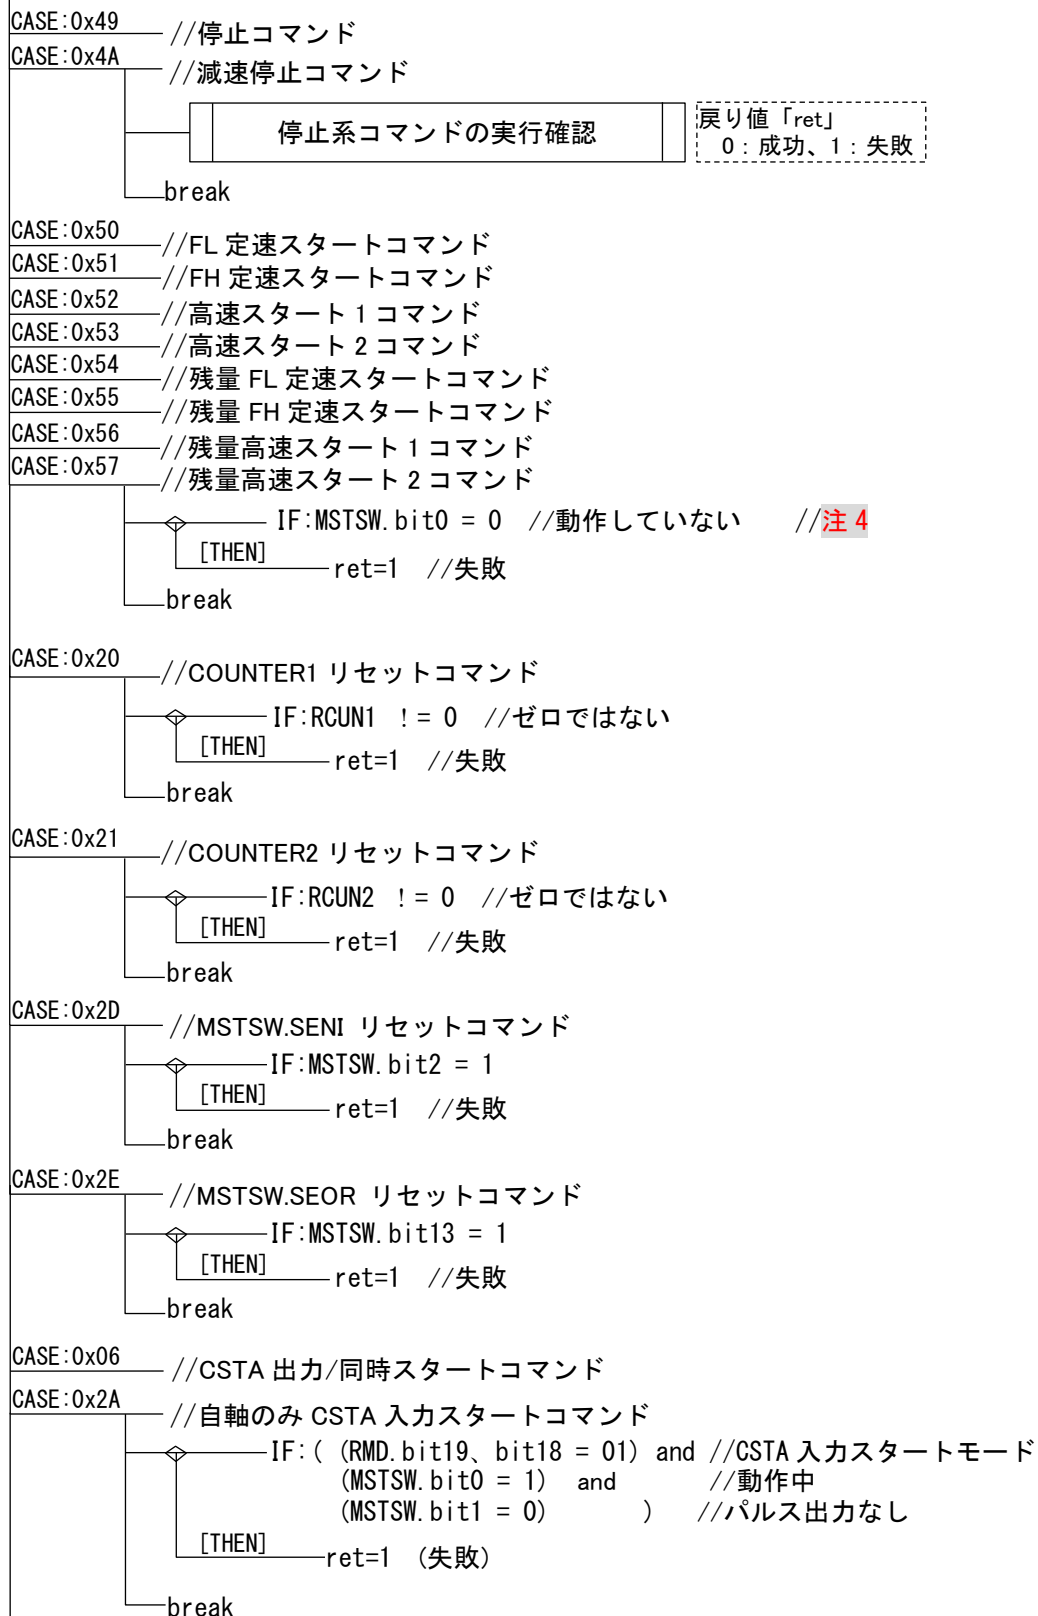 CASE:0x49
//停止コマンド
CASE:0x4A
//減速停止コマンド
停止系コマンドの実行確認
戻り値「ret」
0：成功、1：失敗
break
CASE:0x50
//FL 定速スタートコマンド
CASE:0x51
//FH 定速スタートコマンド
CASE:0x52
//高速スタート 1 コマンド
CASE:0x53
//高速スタート 2 コマンド
CASE:0x54
//残量 FL 定速スタートコマンド
CASE:0x55
//残量 FH 定速スタートコマンド
CASE:0x56
//残量高速スタート 1 コマンド
CASE:0x57
//残量高速スタート 2 コマンド
IF:MSTSW.bit0 = 0 //動作していない //注 4
[THEN]
ret=1 //失敗
break
CASE:0x20
//COUNTER1 リセットコマンド
IF:RCUN1 != 0 //ゼロではない
[THEN]
ret=1 //失敗
break
CASE:0x21
//COUNTER2 リセットコマンド
IF:RCUN2 != 0 //ゼロではない
[THEN]
ret=1 //失敗
break
CASE:0x2D
//MSTSW.SENI リセットコマンド
IF:MSTSW.bit2 = 1
[THEN]
ret=1 //失敗
break
CASE:0x2E
//MSTSW.SEOR リセットコマンド
IF:MSTSW.bit13 = 1
[THEN]
ret=1 //失敗
break
CASE:0x06
//CSTA 出力/同時スタートコマンド
CASE:0x2A
//自軸のみ CSTA 入力スタートコマンド
IF:( (RMD.bit19、bit18 = 01) and //CSTA 入力スタートモード
(MSTSW.bit0 = 1) and //動作中
(MSTSW.bit1 = 0) ) //パルス出力なし
[THEN]
ret=1 (失敗)
break